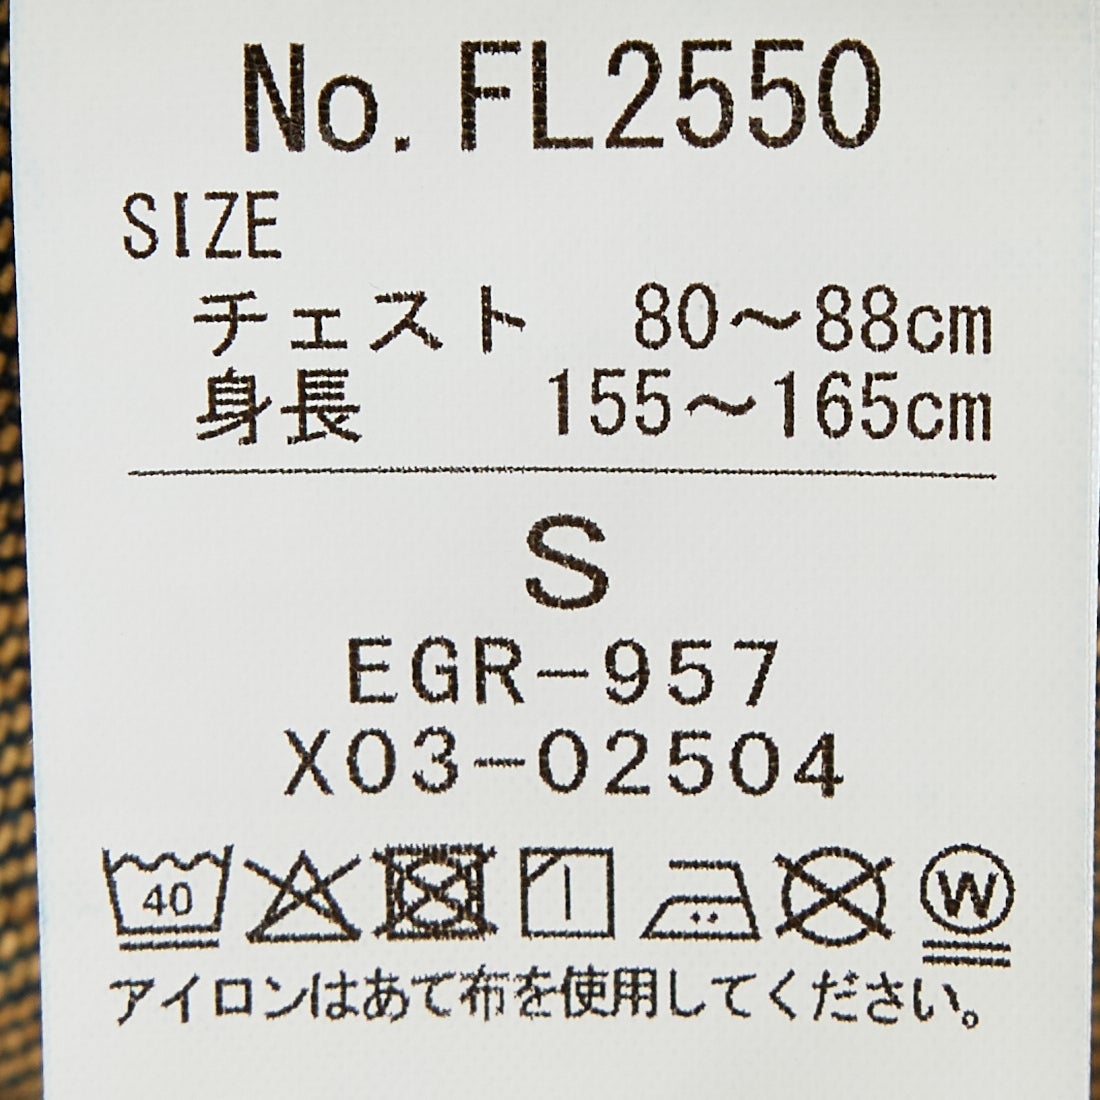 No. FL2550
SIZE
チェスト 80～88cm
身長 155～165cm
S
EGR-957
X03-02504
40 W
アイロンはあて布を使用してください。